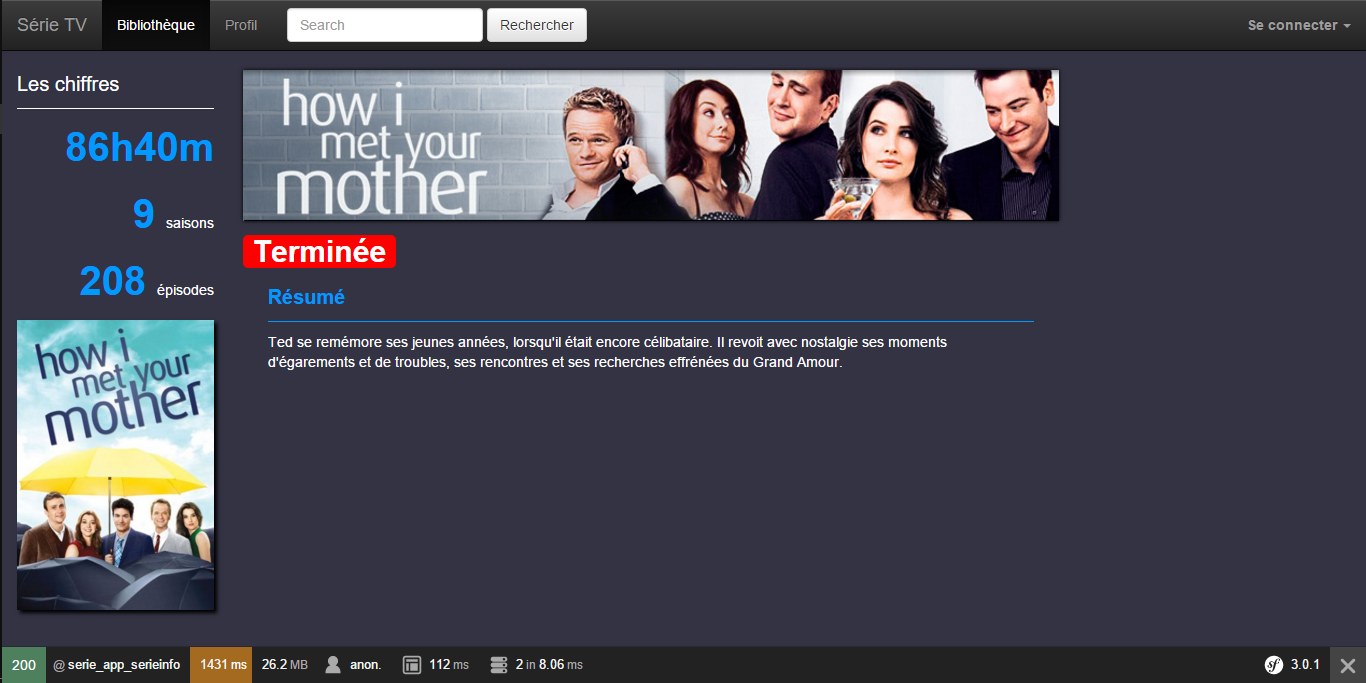 Série TV Bibliothèque Profil Search Rechercher Se connecter
Les chiffres
86h40m
9 saisons
208 épisodes
how i
met your
mother
how i
met your
mother
Terminée
Résumé
Ted se remémore ses jeunes années, lorsqu'il était encore célibataire. Il revoit avec nostalgie ses moments
d'égarements et de troubles, ses rencontres et ses recherches effrénées du Grand Amour.
200 @ serie_app_serieinfo 1431 ms 26.2 MB anon. 112 ms 2 in 8.06 ms sf 3.0.1